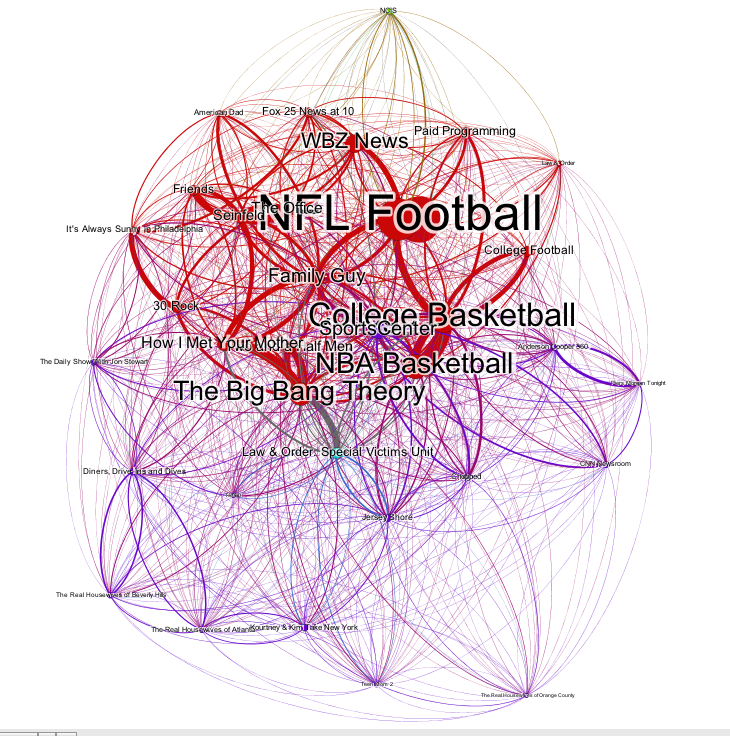 NCIS
American Dad
Fox 25 News at 10
Paid Programming
WBZ News
Law & Order
Friends
The Office
Seinfeld
NFL Football
It's Always Sunny in Philadelphia
College Football
Family Guy
30 Rock
College Basketball
SportsCenter
How I Met Your Mother
Half Men
Anderson Cooper 360
The Daily Show With Jon Stewart
NBA Basketball
Piers Morgan Tonight
The Big Bang Theory
Law & Order: Special Victims Unit
CNN Newsroom
Diners, Drive-Ins and Dives
Chopped
Jersey Shore
The Real Housewives of Beverly Hills
The Real Housewives of Atlanta
Kourtney & Kim Take New York
Teen Mom 2
The Real Housewives of Orange County